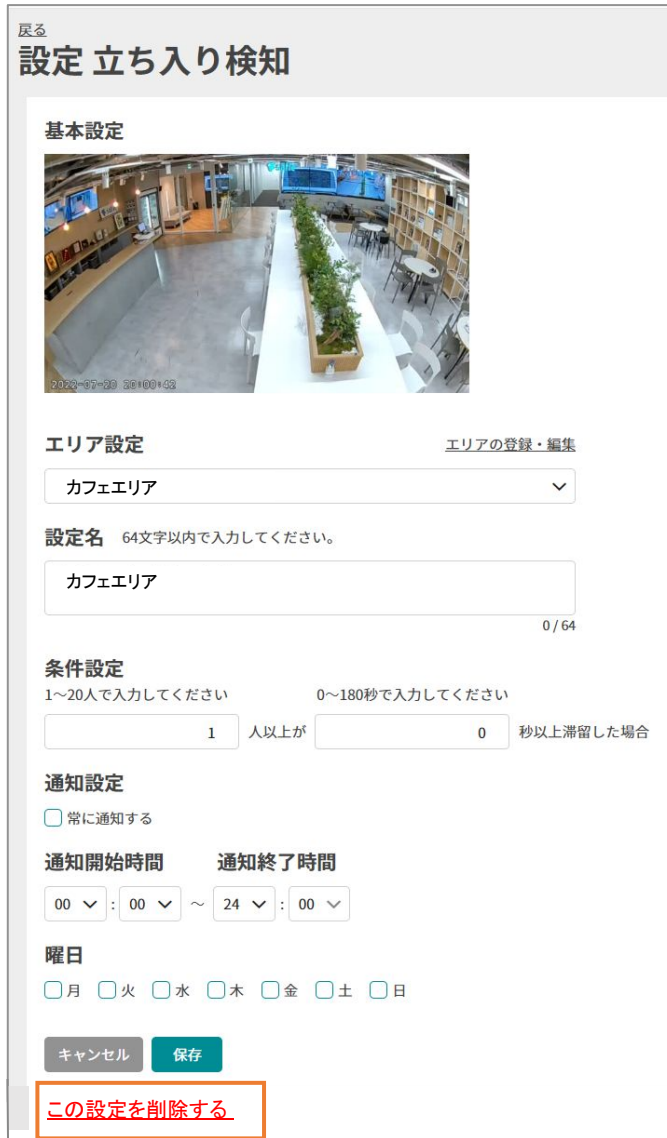 戻る
設定 立ち入り検知
基本設定
2022-07-20 20:00:42
エリア設定 エリアの登録・編集
カフェエリア
設定名 64文字以内で入力してください。
カフェエリア
0 / 64
条件設定
1～20人で入力してください 0～180秒で入力してください
1 人以上が 0 秒以上滞留した場合
通知設定
常に通知する
通知開始時間 通知終了時間
00 : 00 ～ 24 : 00
曜日
月 火 水 木 金 土 日
キャンセル 保存
この設定を削除する